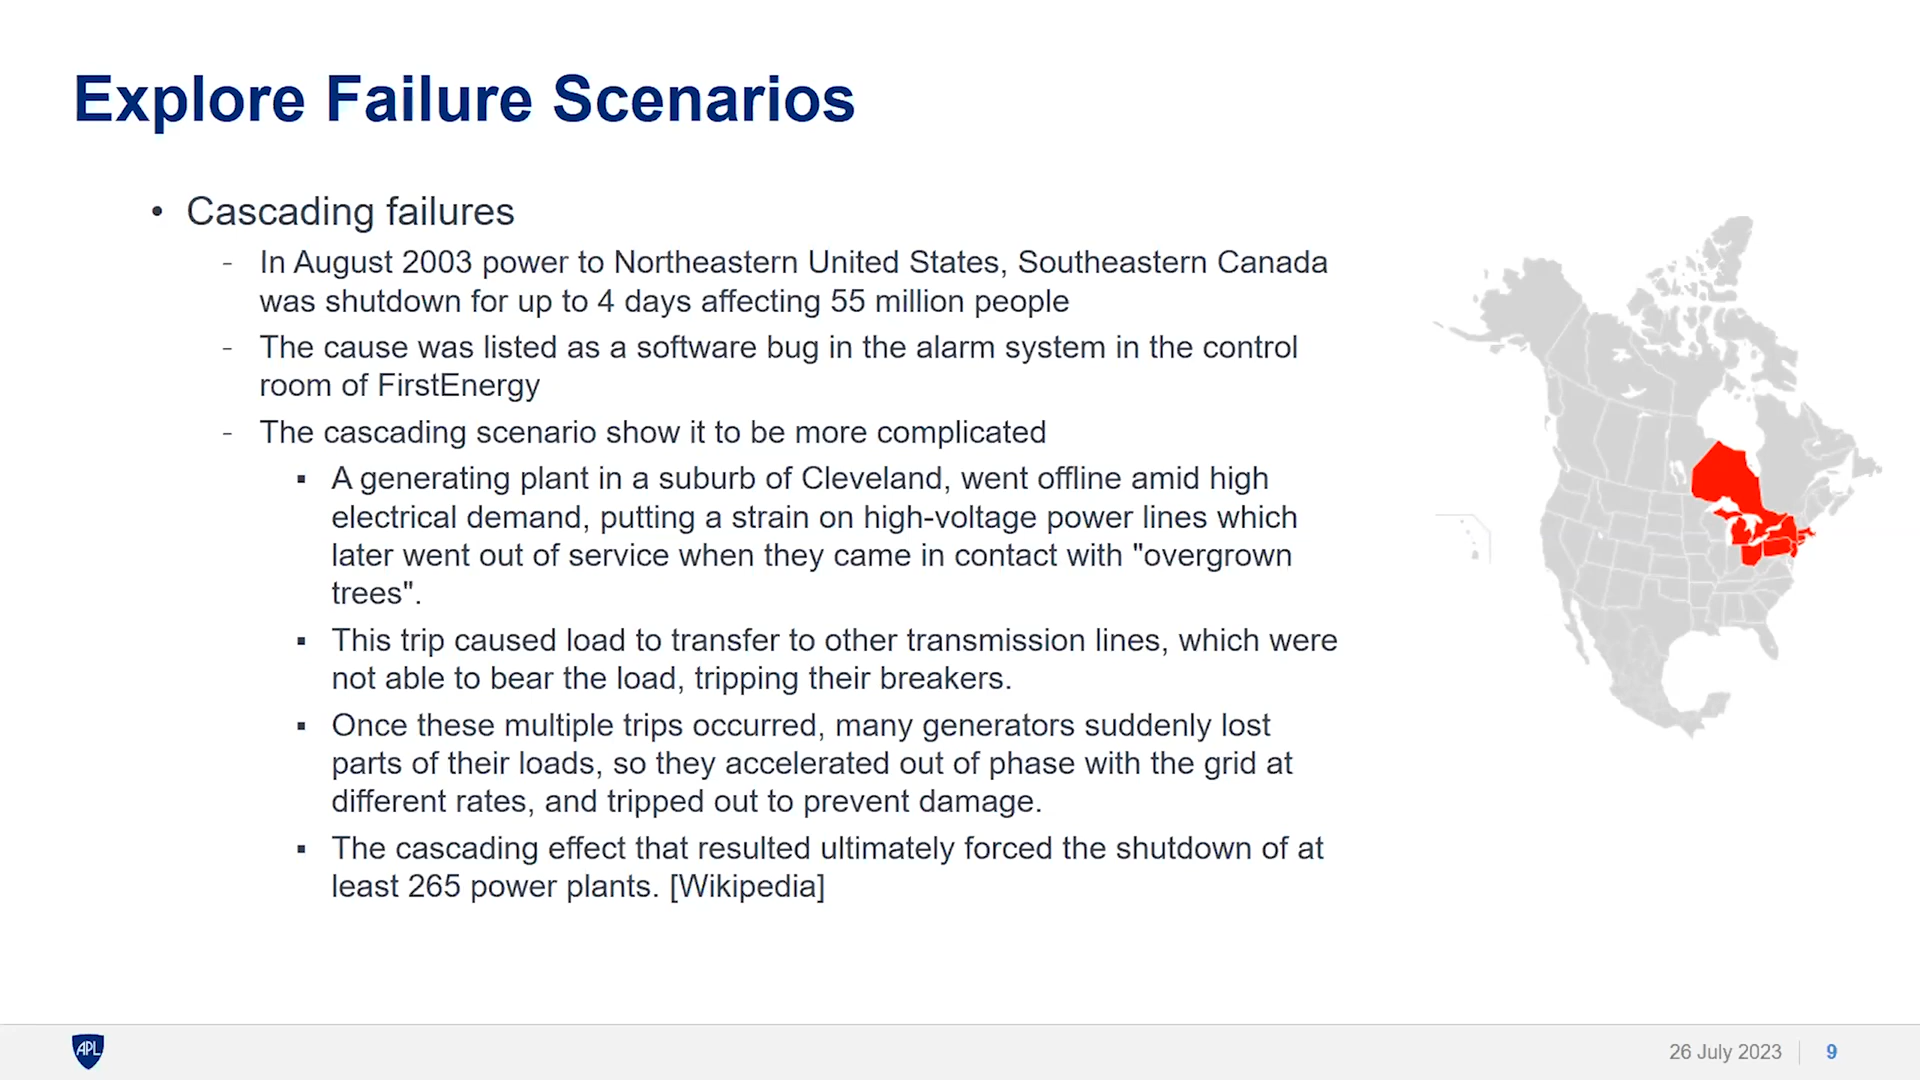 Explore Failure Scenarios
• Cascading failures
- In August 2003 power to Northeastern United States, Southeastern Canada
was shutdown for up to 4 days affecting 55 million people
- The cause was listed as a software bug in the alarm system in the control
room of FirstEnergy
- The cascading scenario show it to be more complicated
▪ A generating plant in a suburb of Cleveland, went offline amid high
electrical demand, putting a strain on high-voltage power lines which
later went out of service when they came in contact with "overgrown
trees".
▪ This trip caused load to transfer to other transmission lines, which were
not able to bear the load, tripping their breakers.
▪ Once these multiple trips occurred, many generators suddenly lost
parts of their loads, so they accelerated out of phase with the grid at
different rates, and tripped out to prevent damage.
▪ The cascading effect that resulted ultimately forced the shutdown of at
least 265 power plants. [Wikipedia]
APL
26 July 2023 9